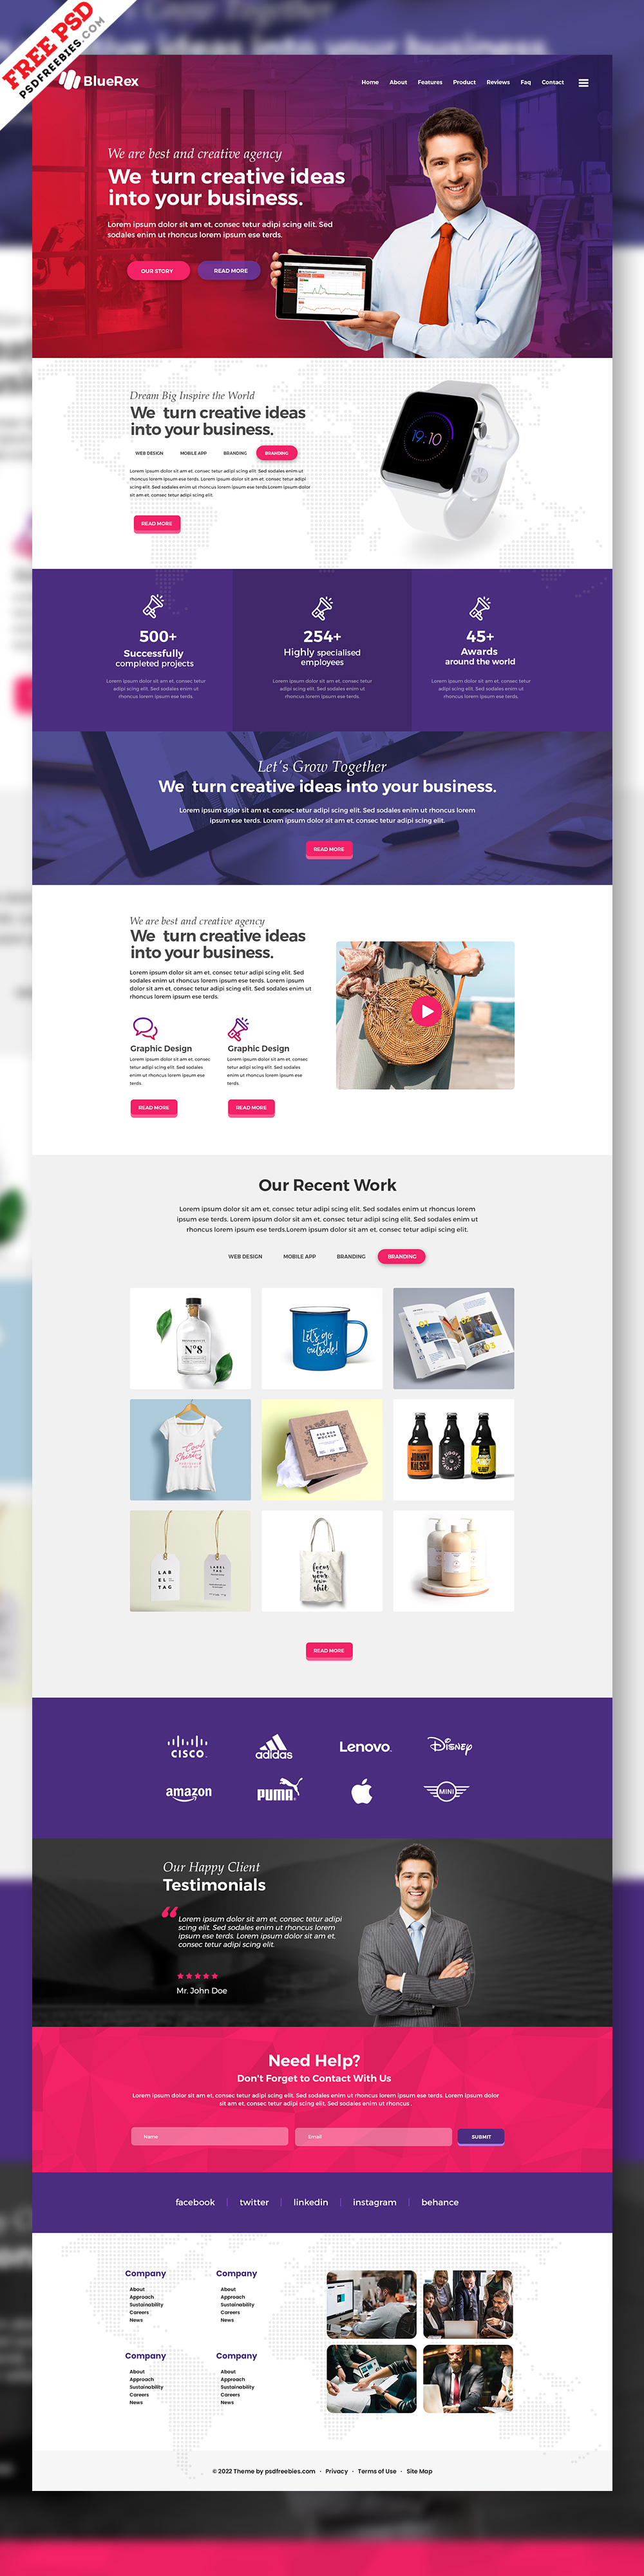 FREE PSD
PSDFREEBIES.COM
BlueRex
Home About Features Product Reviews Faq Contact
We are best and creative agency
We turn creative ideas
into your business.
Lorem ipsum dolor sit am et, consec tetur adipi scing elit. Sed
sodales enim ut rhoncus lorem ipsum ese terds.
OUR STORY READ MORE
Dream Big Inspire the World
We turn creative ideas
into your business.
WEB DESIGN MOBILE APP BRANDING BRANDING
Lorem ipsum dolor sit am et, consec tetur adipi scing elit. Sed sodales enim ut
rhoncus lorem ipsum ese terds. Lorem ipsum dolor sit am et, consec tetur adipi
scing elit. Sed sodales enim ut rhoncus lorem ipsum ese terds.Lorem ipsum dolor
sit am et, consec tetur adipi scing elit.
READ MORE
19:10
500+
Successfully
completed projects
Lorem ipsum dolor sit am et, consec tetur
adipi scing elit. Sed sodales enim ut
rhoncus lorem ipsum ese terds.
254+
Highly specialised
employees
Lorem ipsum dolor sit am et, consec tetur
adipi scing elit. Sed sodales enim ut
rhoncus lorem ipsum ese terds.
45+
Awards
around the world
Lorem ipsum dolor sit am et, consec tetur
adipi scing elit. Sed sodales enim ut
rhoncus lorem ipsum ese terds.
Let's Grow Together
We turn creative ideas into your business.
Lorem ipsum dolor sit am et, consec tetur adipi scing elit. Sed sodales enim ut rhoncus lorem
ipsum ese terds. Lorem ipsum dolor sit am et, consec tetur adipi scing elit.
READ MORE
We are best and creative agency
We turn creative ideas
into your business.
Lorem ipsum dolor sit am et, consec tetur adipi scing elit. Sed
sodales enim ut rhoncus lorem ipsum ese terds. Lorem ipsum
dolor sit am et, consec tetur adipi scing elit. Sed sodales enim ut
rhoncus lorem ipsum ese terds.
Graphic Design
Lorem ipsum dolor sit am et, consec
tetur adipi scing elit. Sed sodales
enim ut rhoncus lorem ipsum ese
terds.
READ MORE
Graphic Design
Lorem ipsum dolor sit am et, consec
tetur adipi scing elit. Sed sodales
enim ut rhoncus lorem ipsum ese
terds.
READ MORE
Our Recent Work
Lorem ipsum dolor sit am et, consec tetur adipi scing elit. Sed sodales enim ut rhoncus lorem
ipsum ese terds. Lorem ipsum dolor sit am et, consec tetur adipi scing elit. Sed sodales enim ut
rhoncus lorem ipsum ese terds.Lorem ipsum dolor sit am et, consec tetur adipi scing elit.
WEB DESIGN MOBILE APP BRANDING BRANDING
Nº8
Let's go
outside!
01
02
03
Cool
Shirts
BOX
MOCKUP
JOHNNY
KÖLSCH
LAB
EL
TAG
LABEL
TAG
focus
on
your
own
shit
READ MORE
CISCO
adidas
Lenovo
Disney
amazon
PUMA
MINI
Our Happy Client
Testimonials
“ Lorem ipsum dolor sit am et, consec tetur adipi
scing elit. Sed sodales enim ut rhoncus lorem
ipsum ese terds. Lorem ipsum dolor sit am et,
consec tetur adipi scing elit.
Mr. John Doe
Need Help?
Don't Forget to Contact With Us
Lorem ipsum dolor sit am et, consec tetur adipi scing elit. Sed sodales enim ut rhoncus lorem ipsum ese terds. Lorem ipsum dolor
sit am et, consec tetur adipi scing elit. Sed sodales enim ut rhoncus .
Name Email SUBMIT
facebook | twitter | linkedin | instagram | behance
Company
About
Approach
Sustainability
Careers
News
Company
About
Approach
Sustainability
Careers
News
Company
About
Approach
Sustainability
Careers
News
Company
About
Approach
Sustainability
Careers
News
© 2022 Theme by psdfreebies.com · Privacy · Terms of Use · Site Map